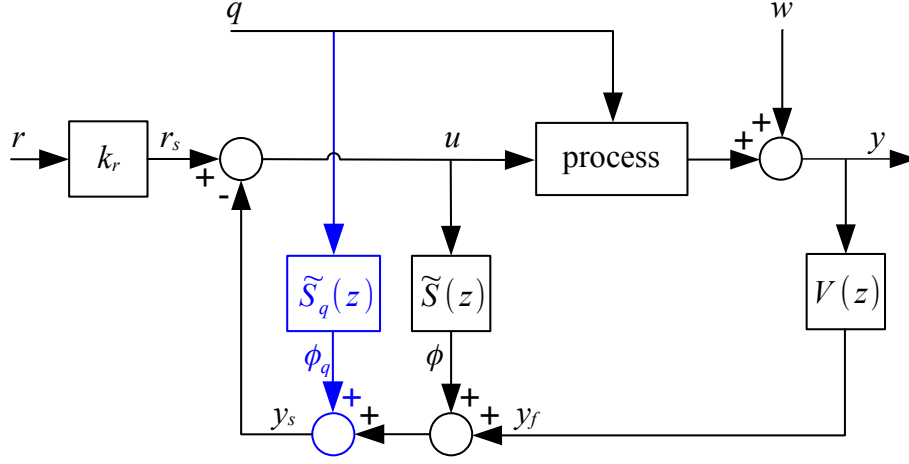 q
w
r
k_r
r_s
+
-
u
process
+
+
y
S̃_q(z)
S̃(z)
V(z)
ϕ_q
ϕ
+
+
+
+
y_s
y_f